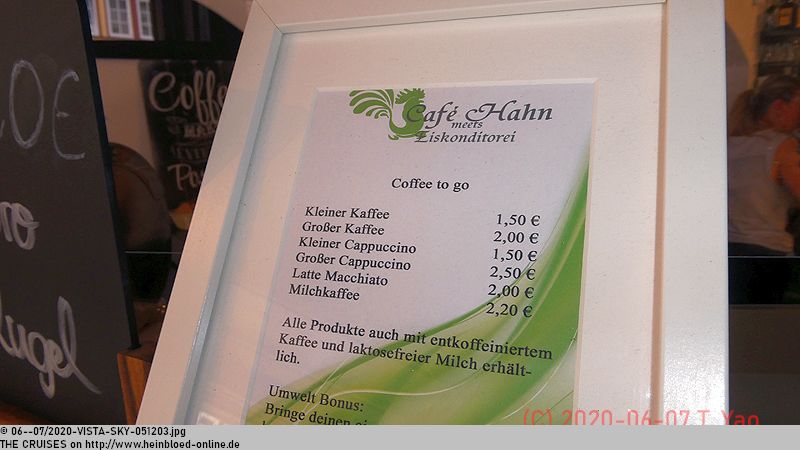 Coffee
Café Hahn
meets
Eiskonditorei
Coffee to go
Kleiner Kaffee 1,50 €
Großer Kaffee 2,00 €
Kleiner Cappuccino 1,50 €
Großer Cappuccino 2,50 €
Latte Macchiato 2,00 €
Milchkaffee 2,20 €
Alle Produkte auch mit entkoffeiniertem
Kaffee und laktosefreier Milch erhält-
lich.
Umwelt Bonus:
Bringe deinen
(C) 2020-06-07 T. Yao
© 06--07/2020-VISTA-SKY-051203.jpg
THE CRUISES on http://www.heinbloed-online.de